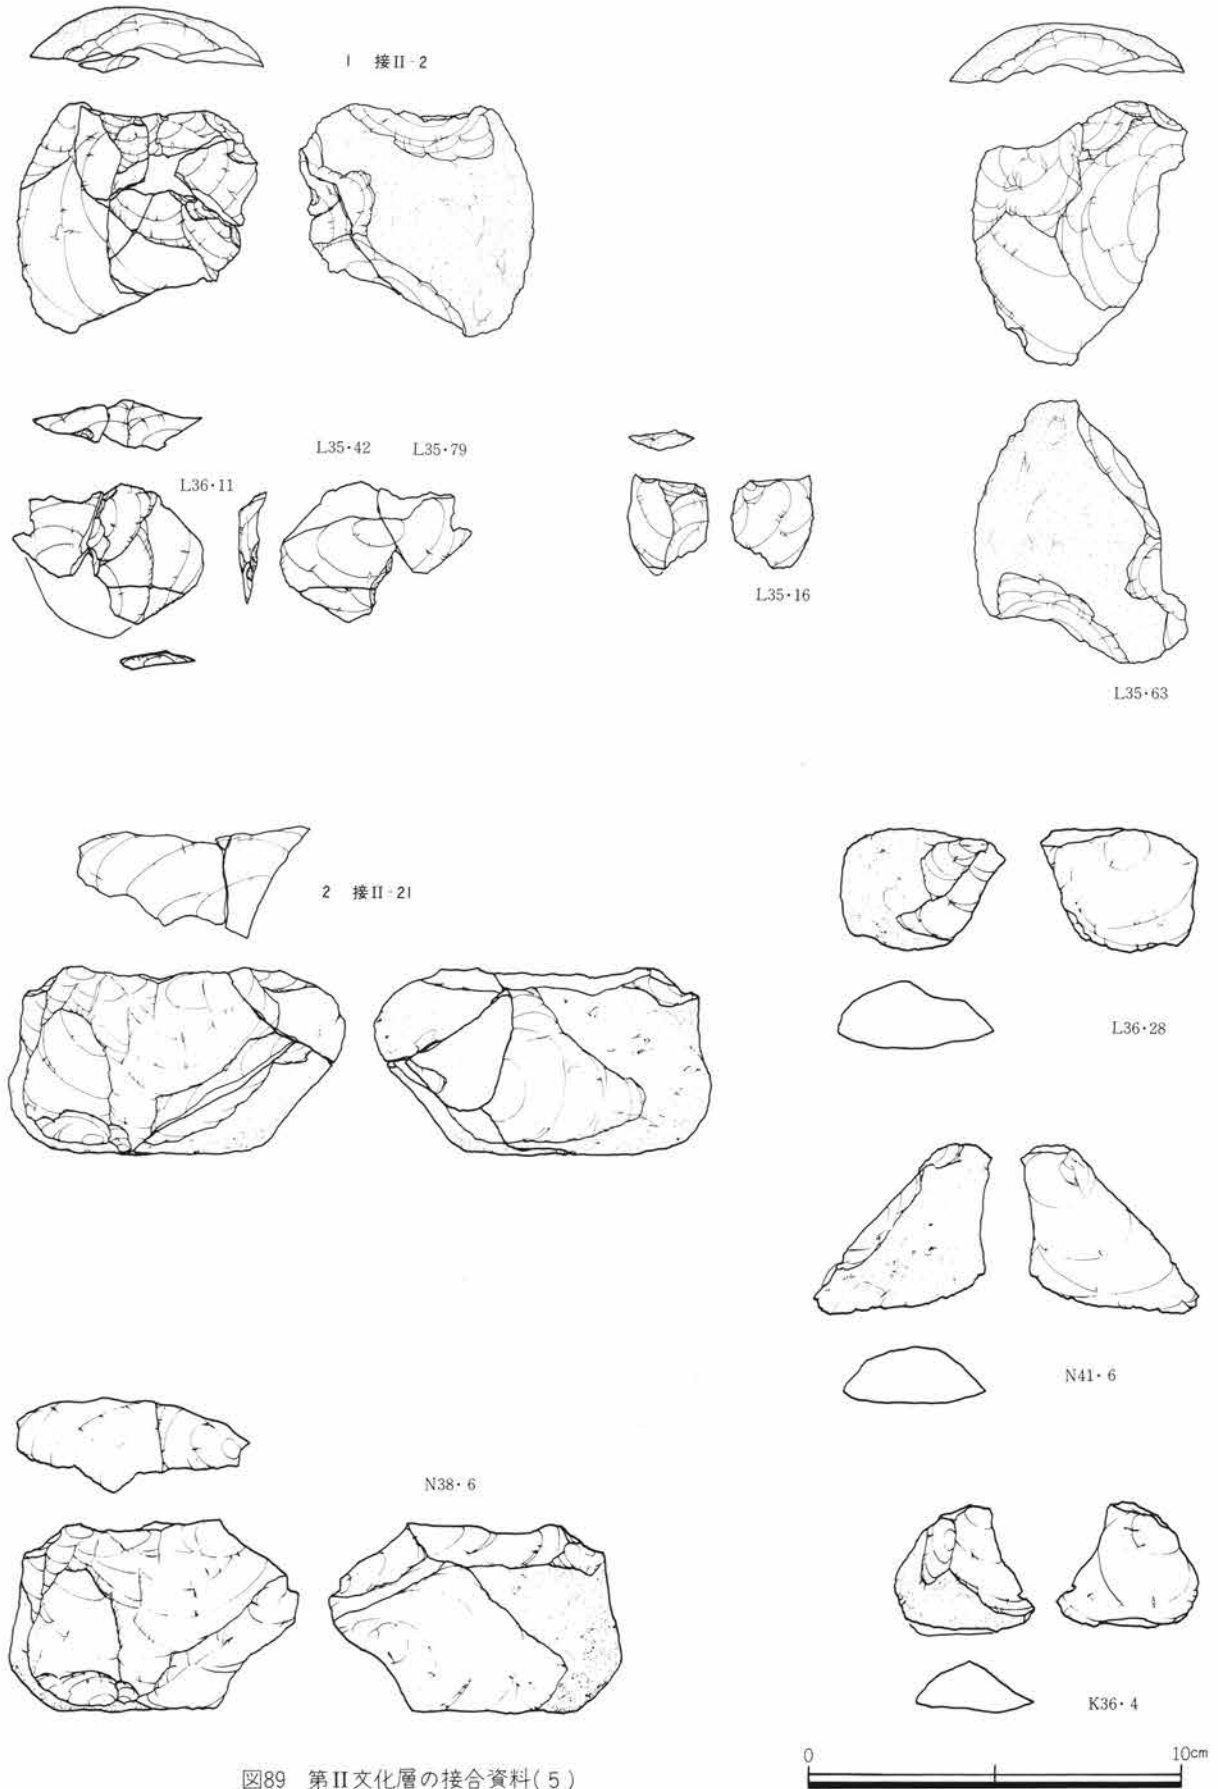 1 接II-2
L35・42 L35・79
L36・11
L35・16
L35・63
2 接II-21
L36・28
N41・6
N38・6
K36・4
0 10cm
図89 第II文化層の接合資料(5)